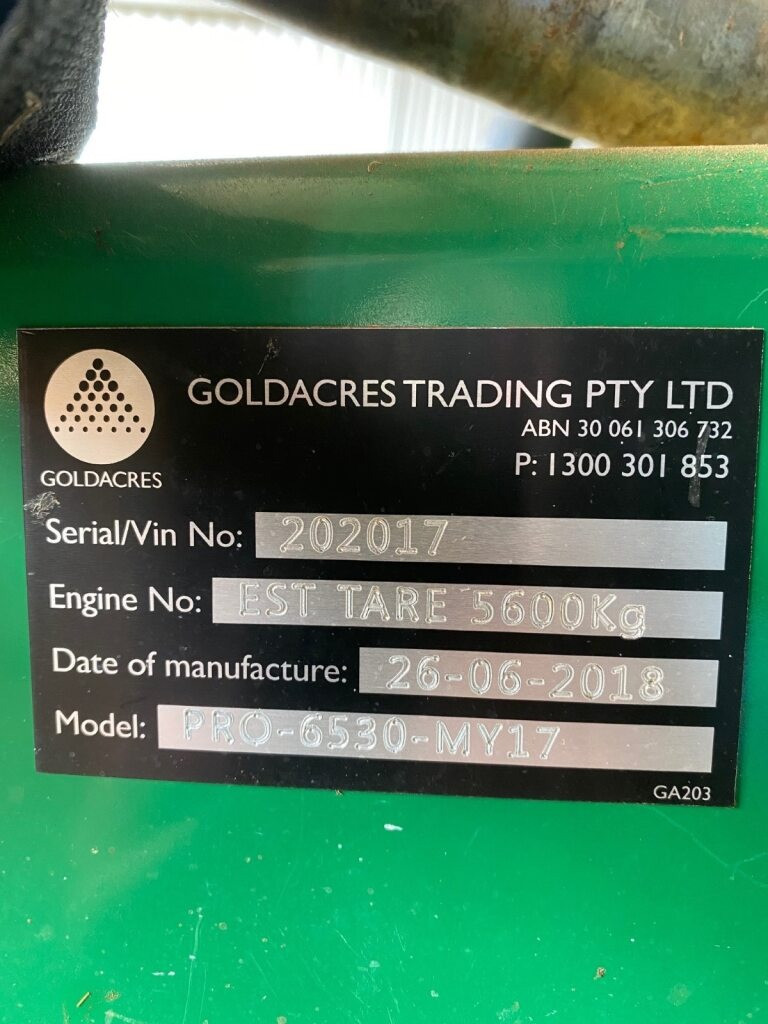 GOLDACRES TRADING PTY LTD
ABN 30 061 306 732
P: 1300 301 853
GOLDACRES
Serial/Vin No: 202017
Engine No: EST TARE 5600Kg
Date of manufacture: 26-06-2018
Model: PRO-6530-MY17
GA203